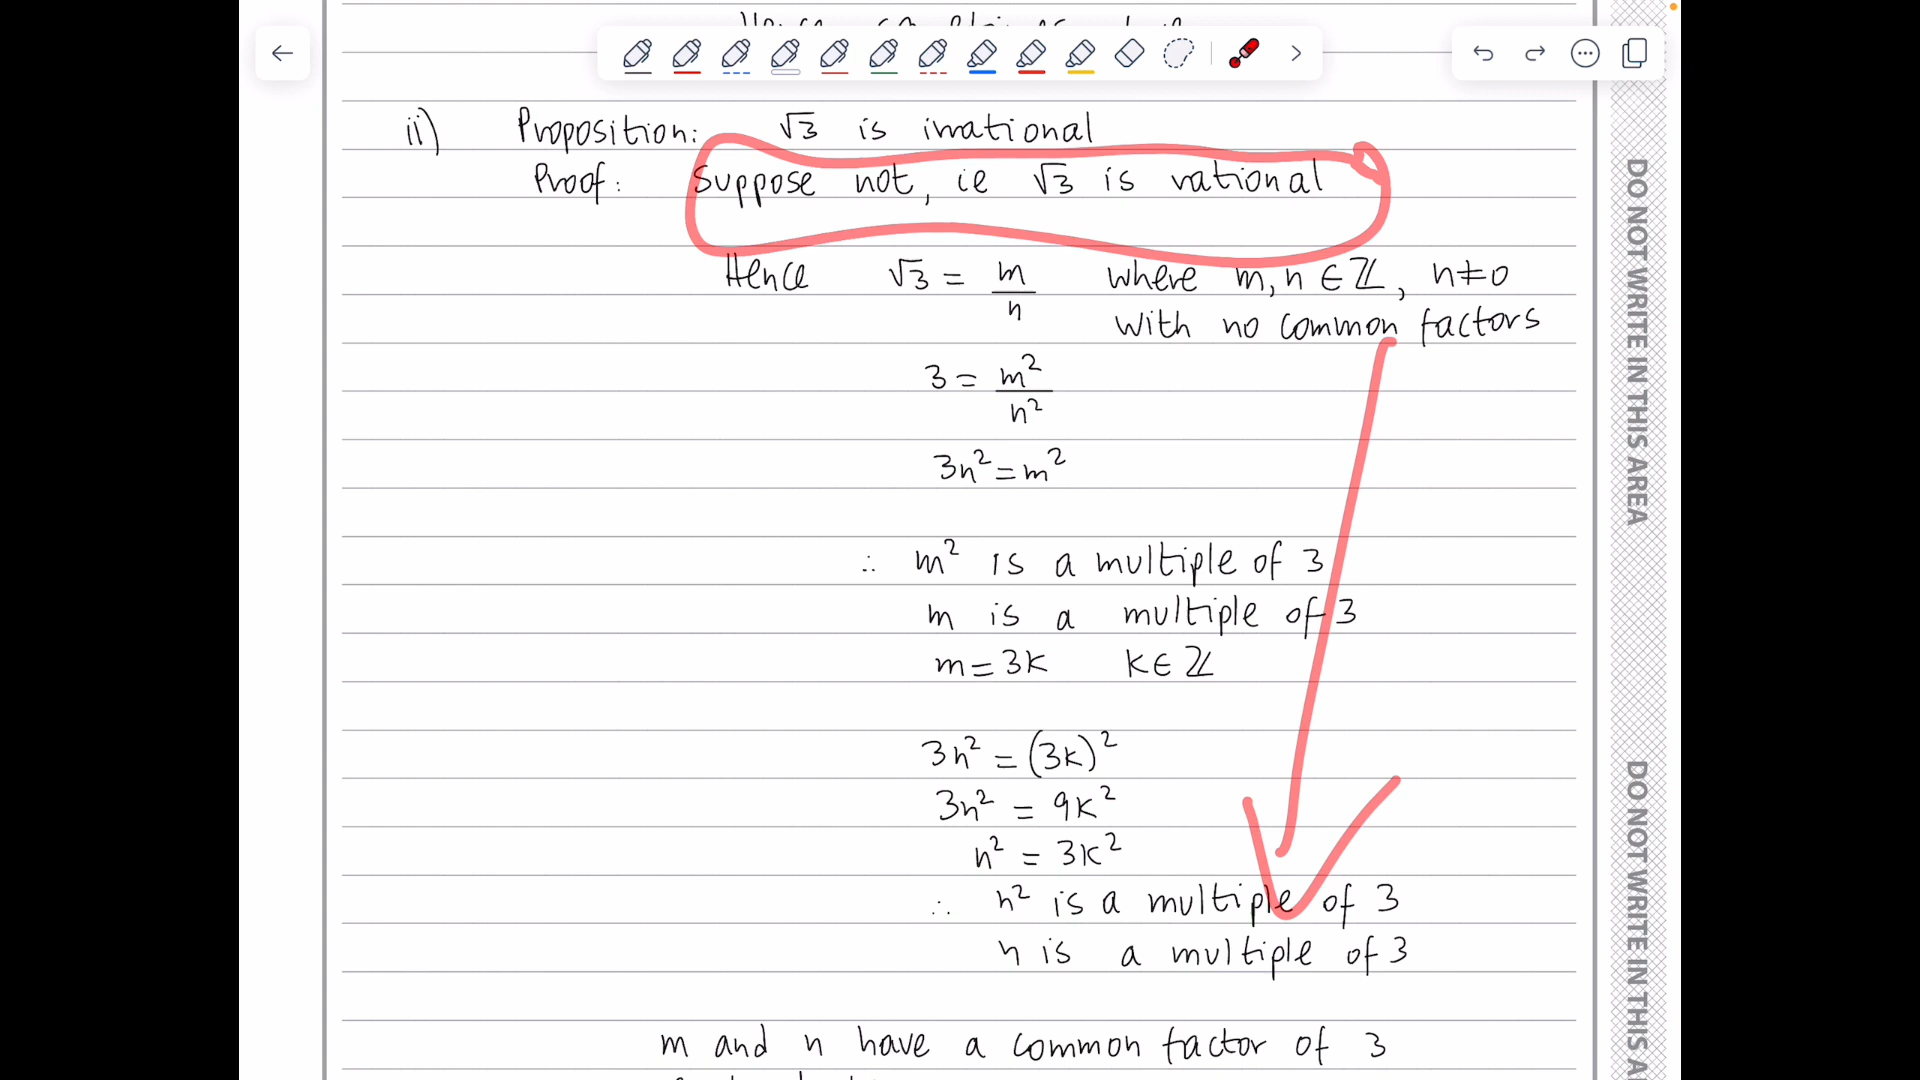 ii) Proposition: √3 is irrational
Proof: Suppose not, ie √3 is rational
Hence √3 = m/n where m, n ∈ ℤ, n≠0
with no common factors
3 = m²/n²
3n² = m²
∴ m² is a multiple of 3
m is a multiple of 3
m = 3k k ∈ ℤ
3n² = (3k)²
3n² = 9k²
n² = 3k²
∴ n² is a multiple of 3
n is a multiple of 3
m and n have a common factor of 3
DO NOT WRITE IN THIS AREA
DO NOT WRITE IN THIS A